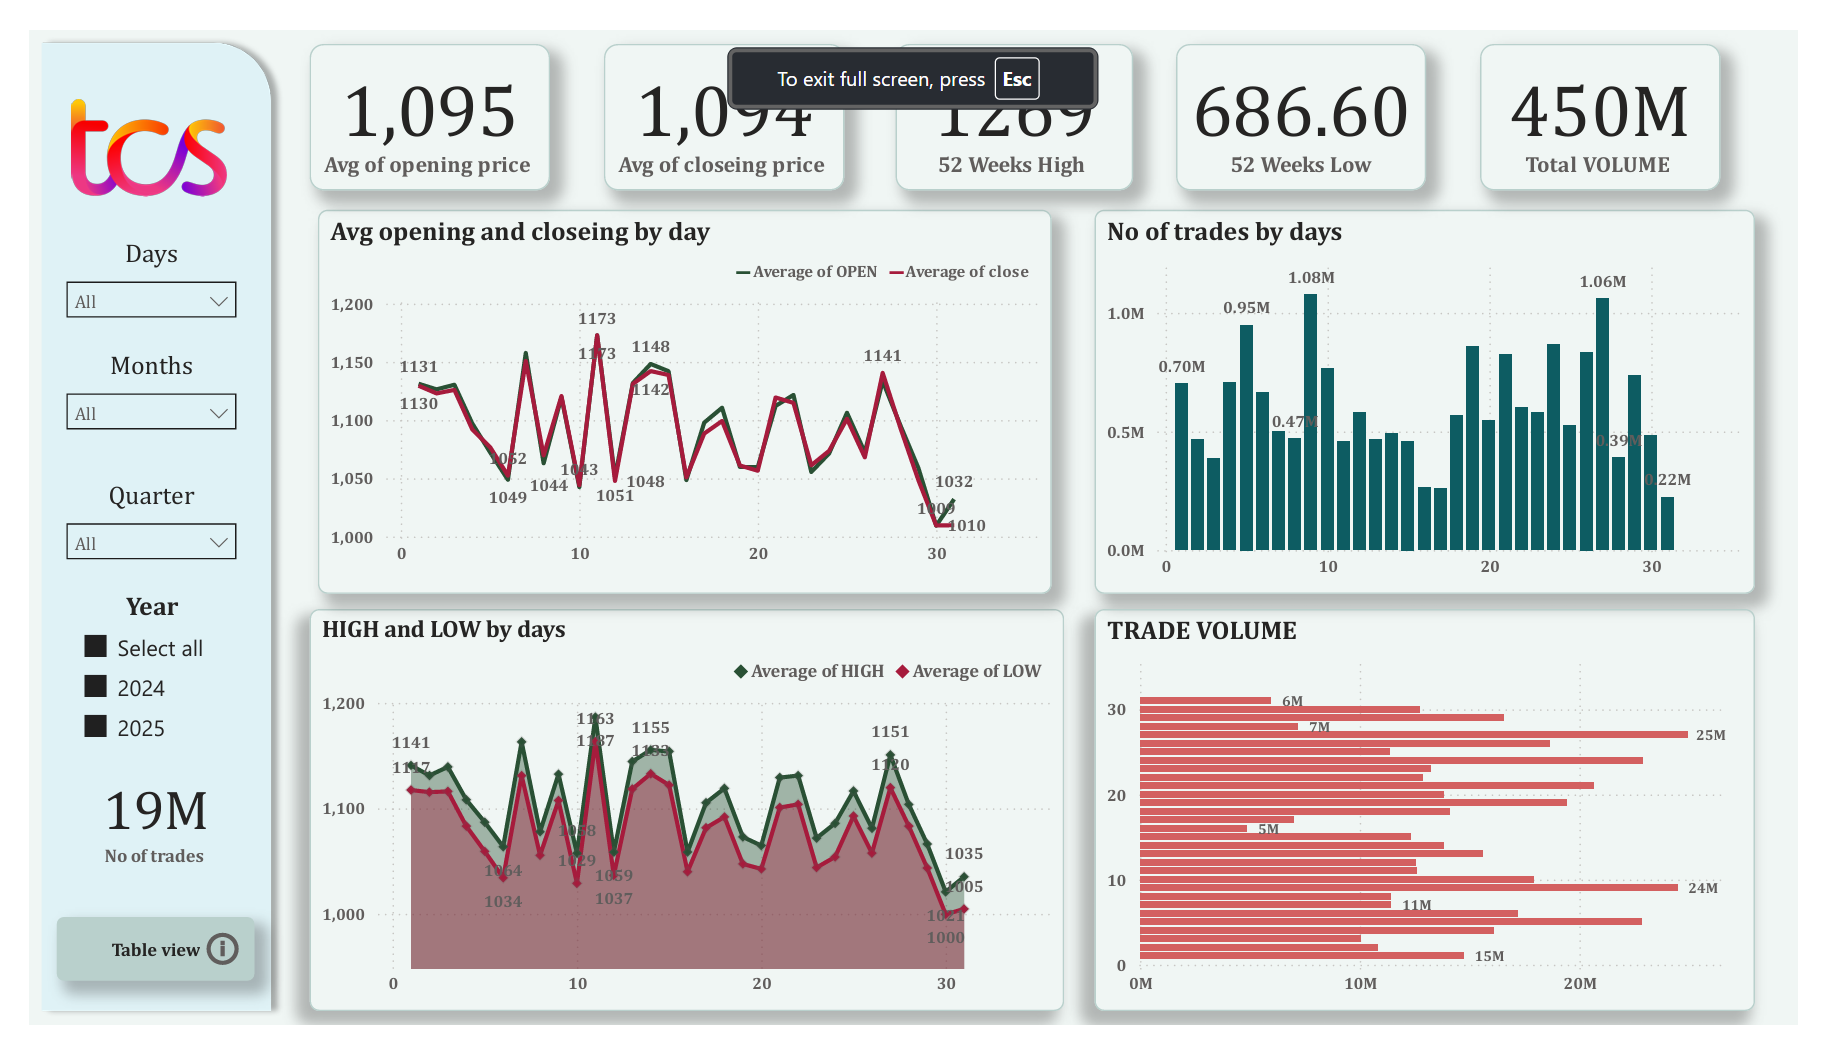 tcs
Days
All
Months
All
Quarter
All
Year
Select all
2024
2025
19M
No of trades
Table view
1,095
Avg of opening price
1,094
Avg of closeing price
To exit full screen, press Esc
1269
52 Weeks High
686.60
52 Weeks Low
450M
Total VOLUME
Avg opening and closeing by day
Average of OPEN Average of close
1,200
1,150
1,100
1,050
1,000
1173
1173
1148
1142
1141
1131
1130
1052
1049
1044
1043
1051
1048
1032
1009
1010
0 10 20 30
No of trades by days
1.0M
0.5M
0.0M
0.70M
0.95M
0.47M
1.08M
1.06M
0.39M
0.22M
0 10 20 30
HIGH and LOW by days
Average of HIGH Average of LOW
1,200
1,100
1,000
1141
1117
1163
1187
1155
1133
1151
1120
1058
1029
1064
1034
1059
1037
1035
1005
1021
1000
0 10 20 30
TRADE VOLUME
30
20
10
0
6M
7M
25M
5M
24M
11M
15M
0M 10M 20M